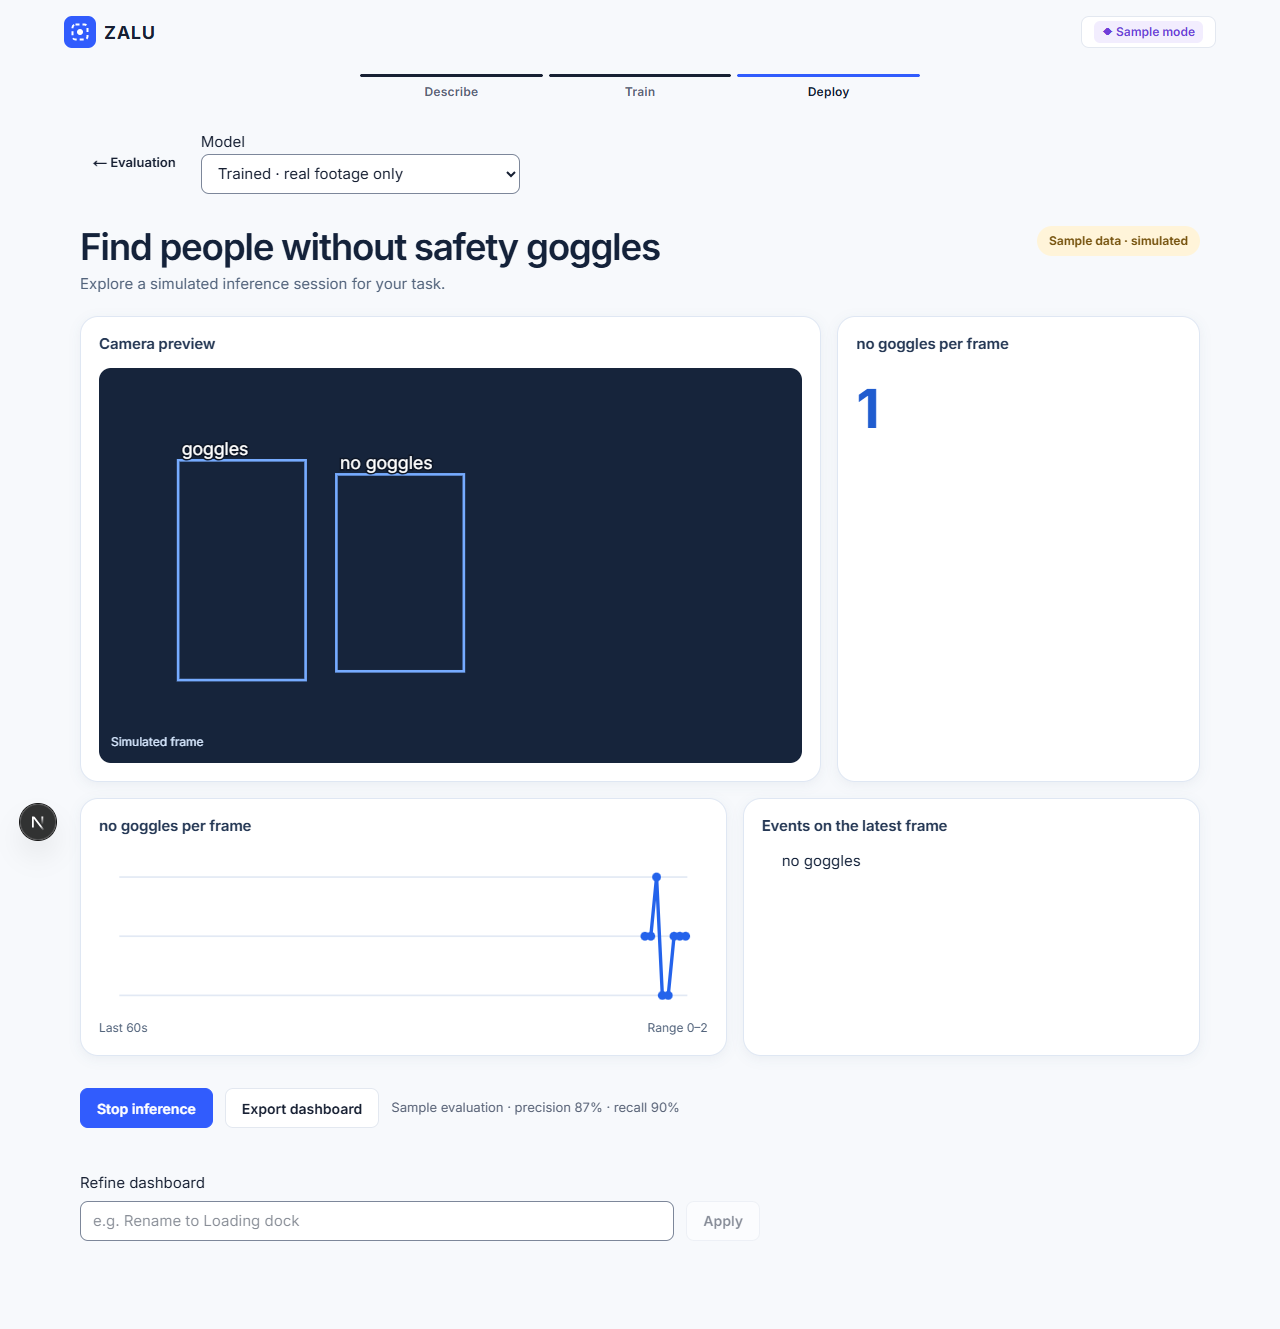 ZALU
Sample mode
Describe
Train
Deploy
← Evaluation
Model
Trained · real footage only
Find people without safety goggles
Sample data · simulated
Explore a simulated inference session for your task.
Camera preview
goggles
no goggles
Simulated frame
no goggles per frame
1
no goggles per frame
Last 60s
Range 0–2
Events on the latest frame
no goggles
N
Stop inference
Export dashboard
Sample evaluation · precision 87% · recall 90%
Refine dashboard
e.g. Rename to Loading dock
Apply